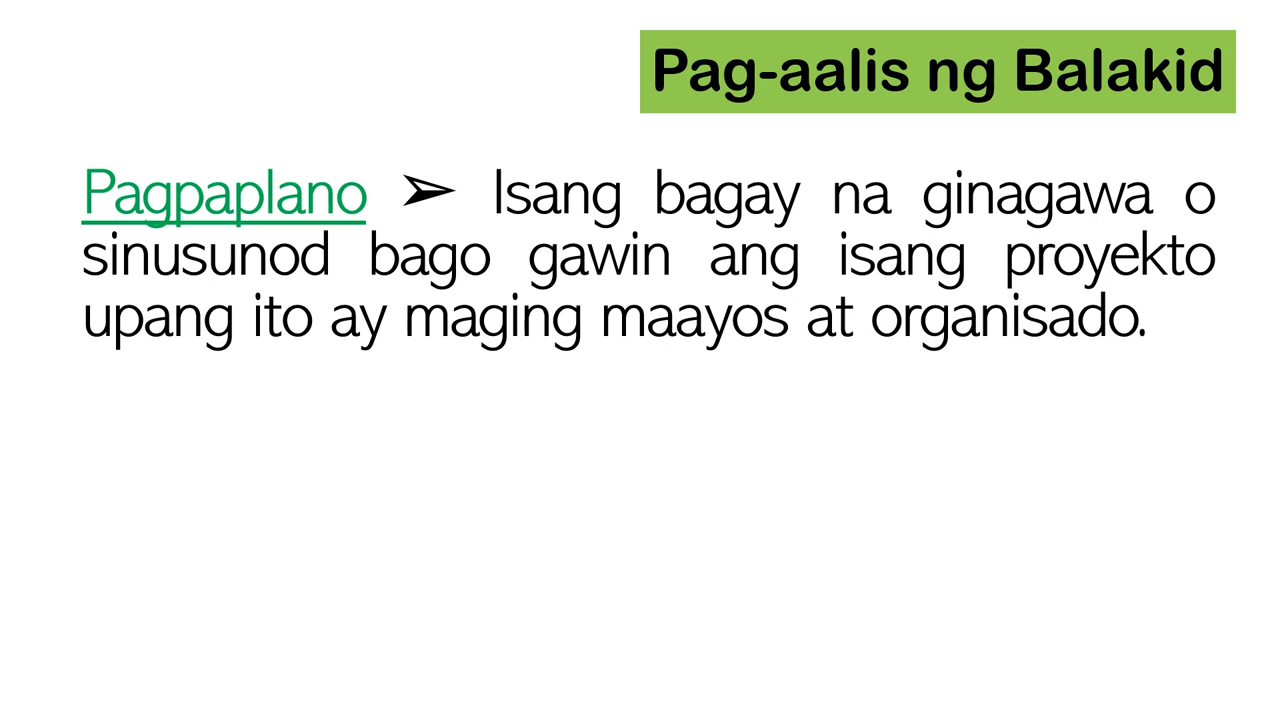 Pag-aalis ng Balakid
Pagpaplano ➢ Isang bagay na ginagawa o
sinusunod bago gawin ang isang proyekto
upang ito ay maging maayos at organisado.